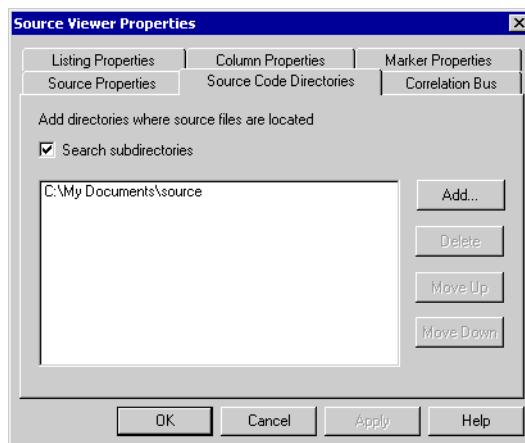 Source Viewer Properties
Listing Properties
Column Properties
Marker Properties
Source Properties
Source Code Directories
Correlation Bus
Add directories where source files are located
Search subdirectories
C:\My Documents\source
Add...
Delete
Move Up
Move Down
OK
Cancel
Apply
Help